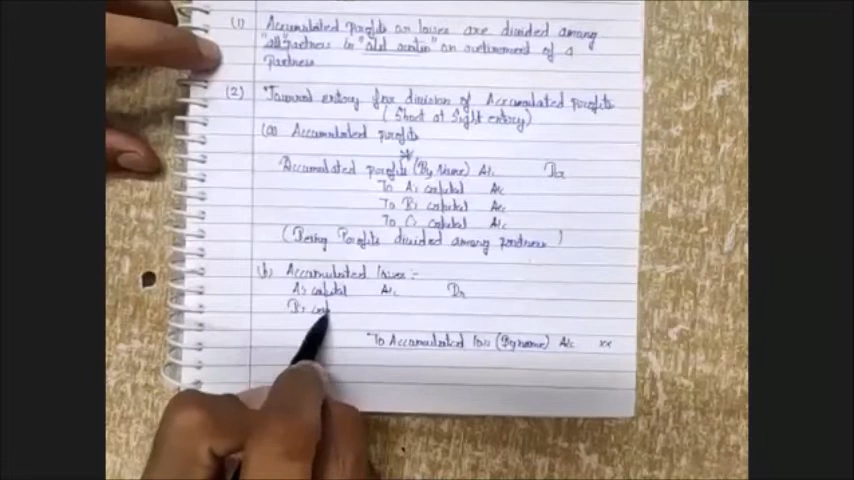 (1) Accumulated Profits or losses are divided among
"all" partners in "old ratio" on retirement of a
partner
(2) Journal entry for division of Accumulated profits
(Shoot at Sight entry)
(a) Accumulated profits
Accumulated profits (By Name) A/c Dr
To A's capital A/c
To B's capital A/c
To C's capital A/c
(Being Profits divided among partners)
(b) Accumulated losses :-
A's capital A/c Dr
B's cap
To Accumulated loss (By name) A/c xx